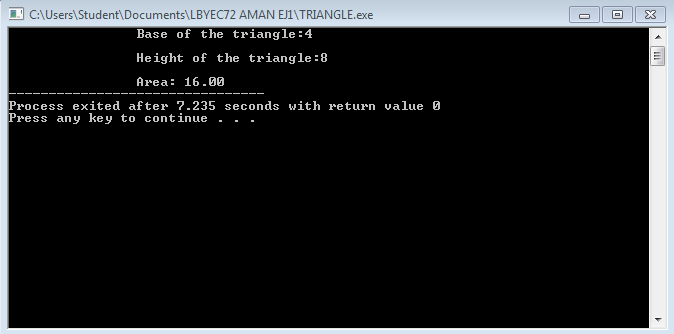 C:\Users\Student\Documents\LBYEC72 AMAN EJ1\TRIANGLE.exe
Base of the triangle:4
Height of the triangle:8
Area: 16.00
--------------------------------
Process exited after 7.235 seconds with return value 0
Press any key to continue . . .